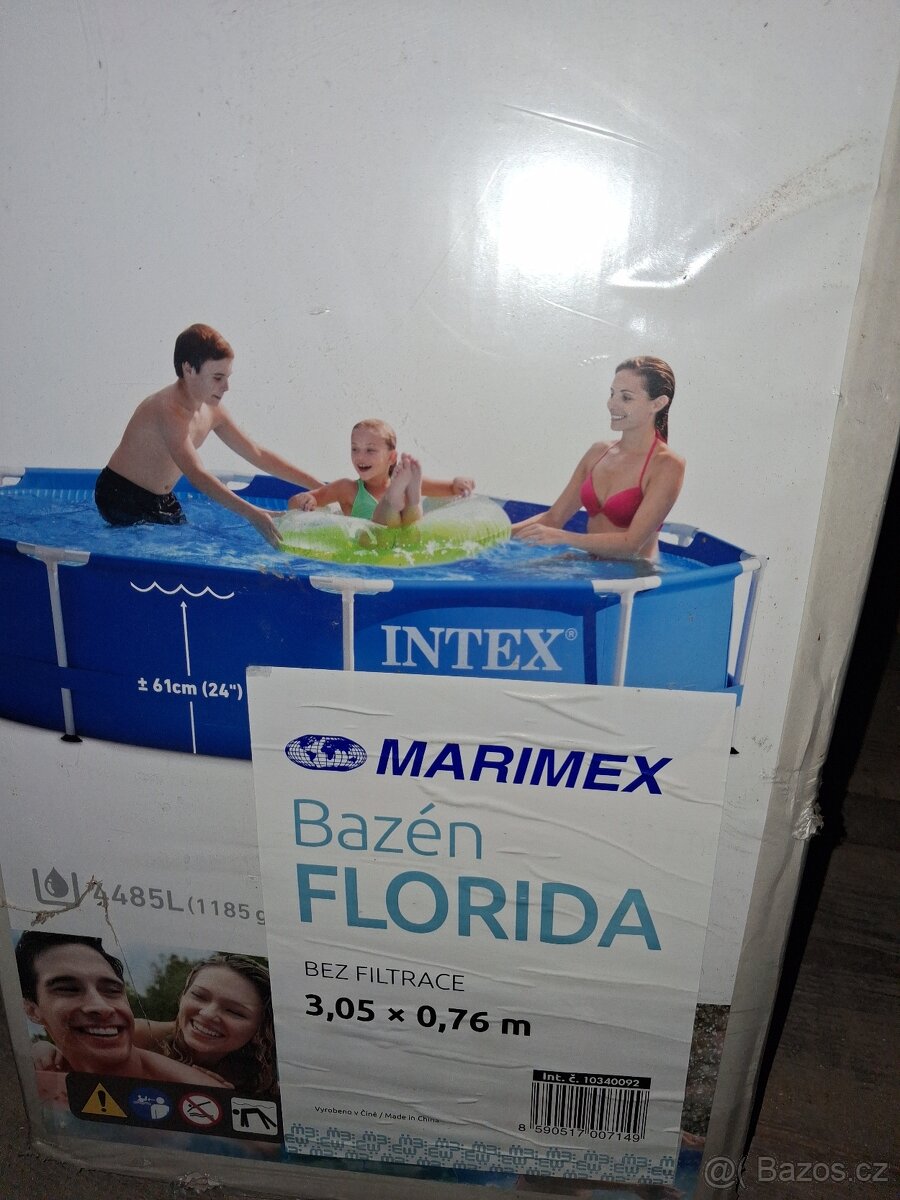 INTEX®
± 61cm (24")
MARIMEX
Bazén
FLORIDA
4485L (1185 g
BEZ FILTRACE
3,05 × 0,76 m
Int. č. 10340092
8 590517 007149
Vyrobeno v Číně / Made in China
Bazos.cz